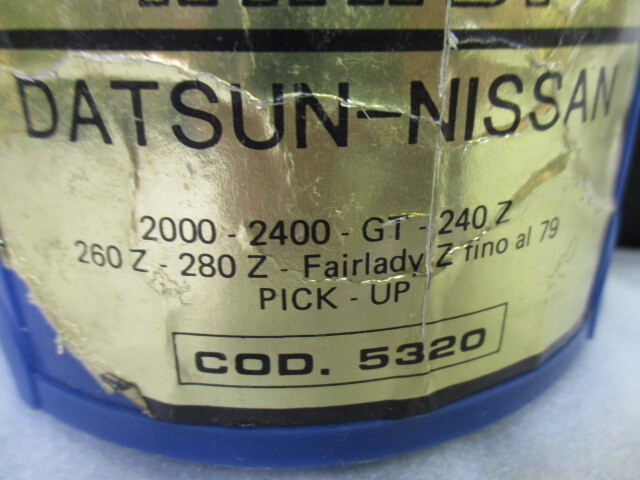 DATSUN-NISSAN
2000 - 2400 - GT - 240 Z
260 Z - 280 Z - Fairlady Z fino al 79
PICK - UP
COD. 5320